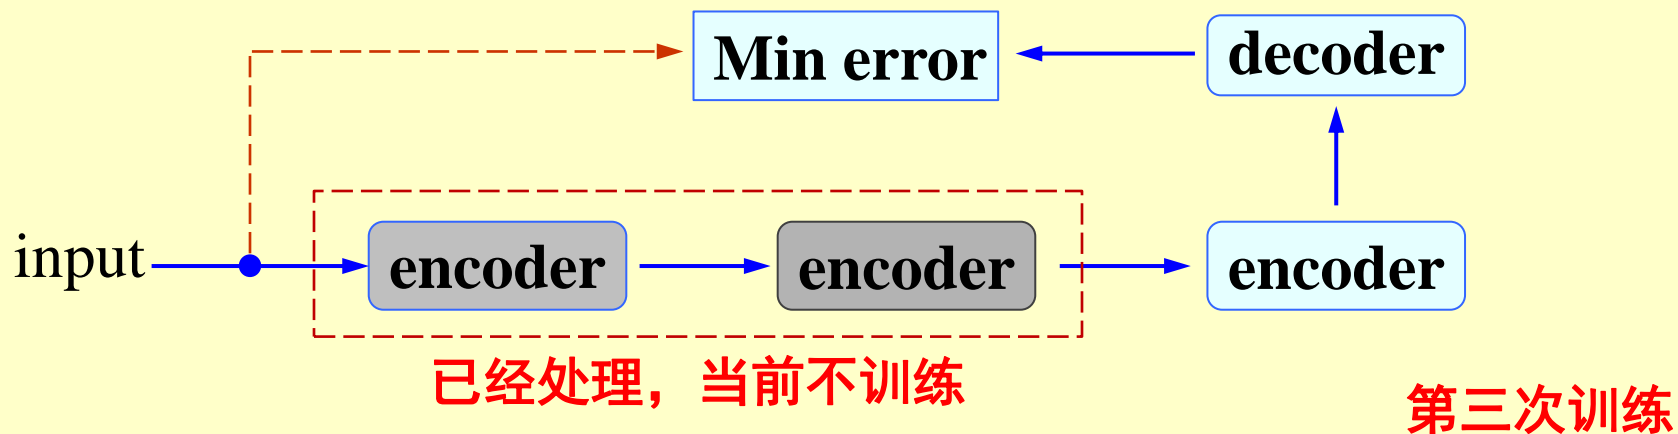 Min error
decoder
input
encoder
encoder
encoder
已经处理，当前不训练
第三次训练